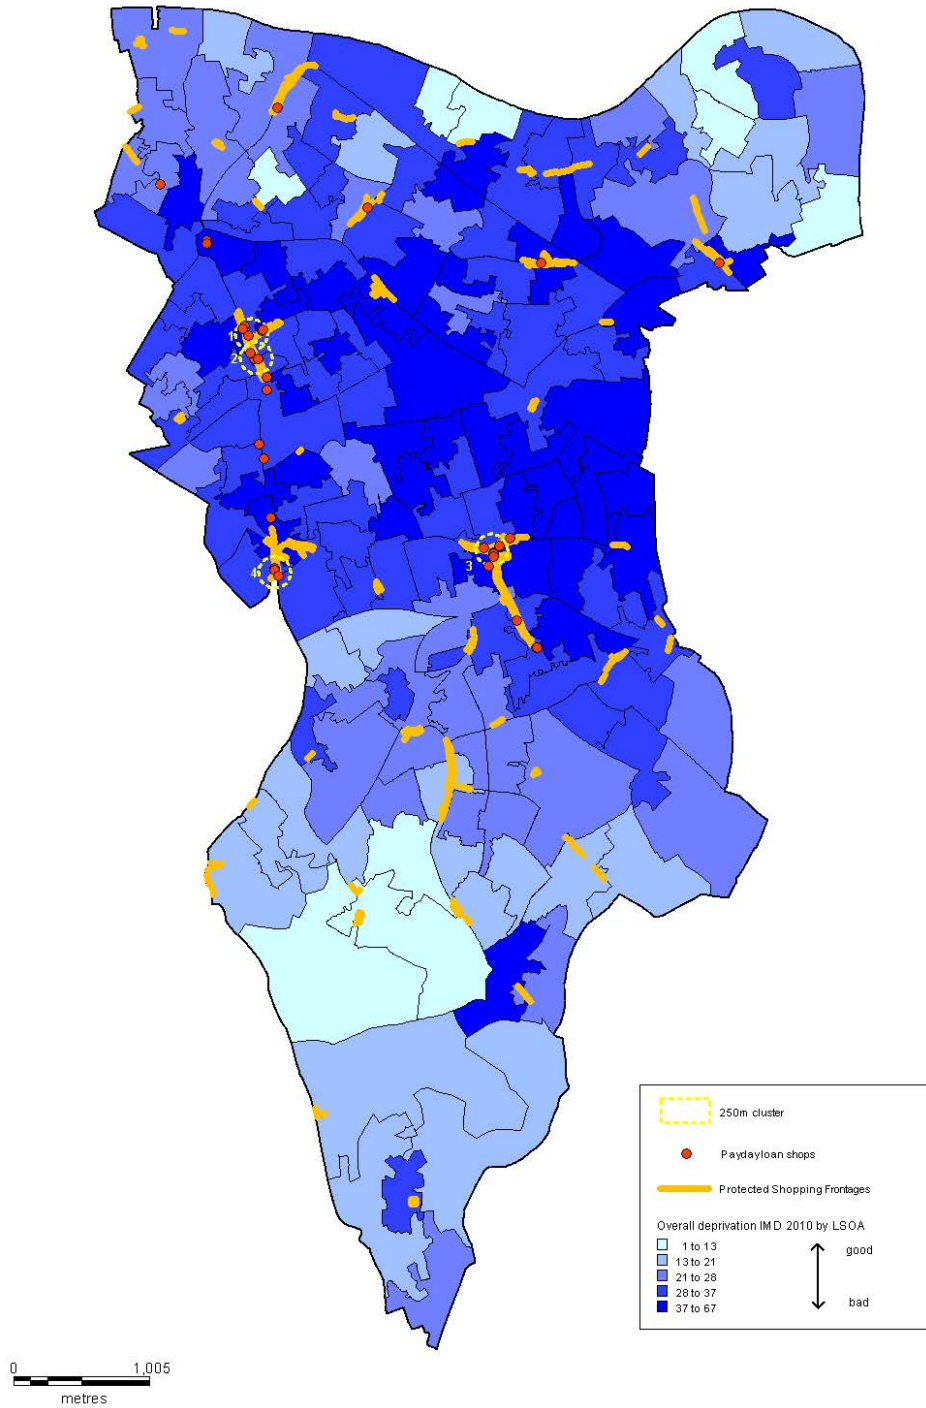 1
2
3
4
250m cluster
Paydayloan shops
Protected Shopping Frontages
Overall deprivation IMD 2010 by LSOA
1 to 13
good
13 to 21
21 to 28
28 to 37
bad
37 to 67
0 1,005
metres